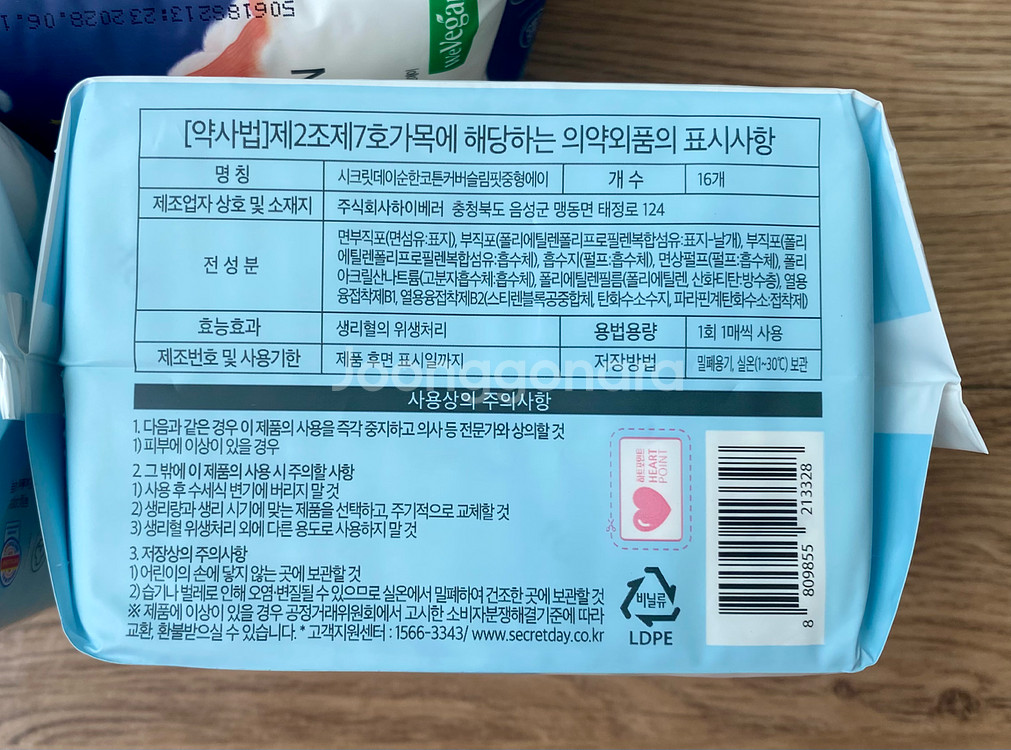 506186213:23 2028.06.1
WeVegan
[약사법]제2조제7호가목에 해당하는 의약외품의 표시사항
명 칭 시크릿데이순한코튼커버슬림핏중형에이 개 수 16개
제조업자 상호 및 소재지 주식회사하이베러 충청북도 음성군 맹동면 태정로 124
전 성 분
면부직포(면섬유:표지), 부직포(폴리에틸렌폴리프로필렌복합섬유:표지-날개), 부직포(폴리
에틸렌폴리프로필렌복합섬유:흡수체), 흡수지(펄프:흡수체), 면상펄프(펄프:흡수체), 폴리
아크릴산나트륨(고분자흡수체:흡수체), 폴리에틸렌필름(폴리에틸렌, 산화티탄:방수층), 열용
융접착제B1, 열용융접착제B2(스티렌블록공중합체, 탄화수소수지, 파라핀계탄화수소:접착제)
효능효과 생리혈의 위생처리 용법용량 1회 1매씩 사용
제조번호 및 사용기한 제품 후면 표시일까지 저장방법 밀폐용기, 실온(1~30℃) 보관
Joonggonara
사용상의 주의사항
1. 다음과 같은 경우 이 제품의 사용을 즉각 중지하고 의사 등 전문가와 상의할 것
1) 피부에 이상이 있을 경우
2. 그 밖에 이 제품의 사용 시 주의할 사항
1) 사용 후 수세식 변기에 버리지 말 것
2) 생리량과 생리 시기에 맞는 제품을 선택하고, 주기적으로 교체할 것
3) 생리혈 위생처리 외에 다른 용도로 사용하지 말 것
3. 저장상의 주의사항
1) 어린이의 손에 닿지 않는 곳에 보관할 것
2) 습기나 벌레로 인해 오염·변질될 수 있으므로 실온에서 밀폐하여 건조한 곳에 보관할 것
※ 제품에 이상이 있을 경우 공정거래위원회에서 고시한 소비자분쟁해결기준에 따라
교환, 환불받으실 수 있습니다. * 고객지원센터 : 1566-3343/ www.secretday.co.kr
하트포인트
HEART
POINT
비닐류
LDPE
8 809855 213328